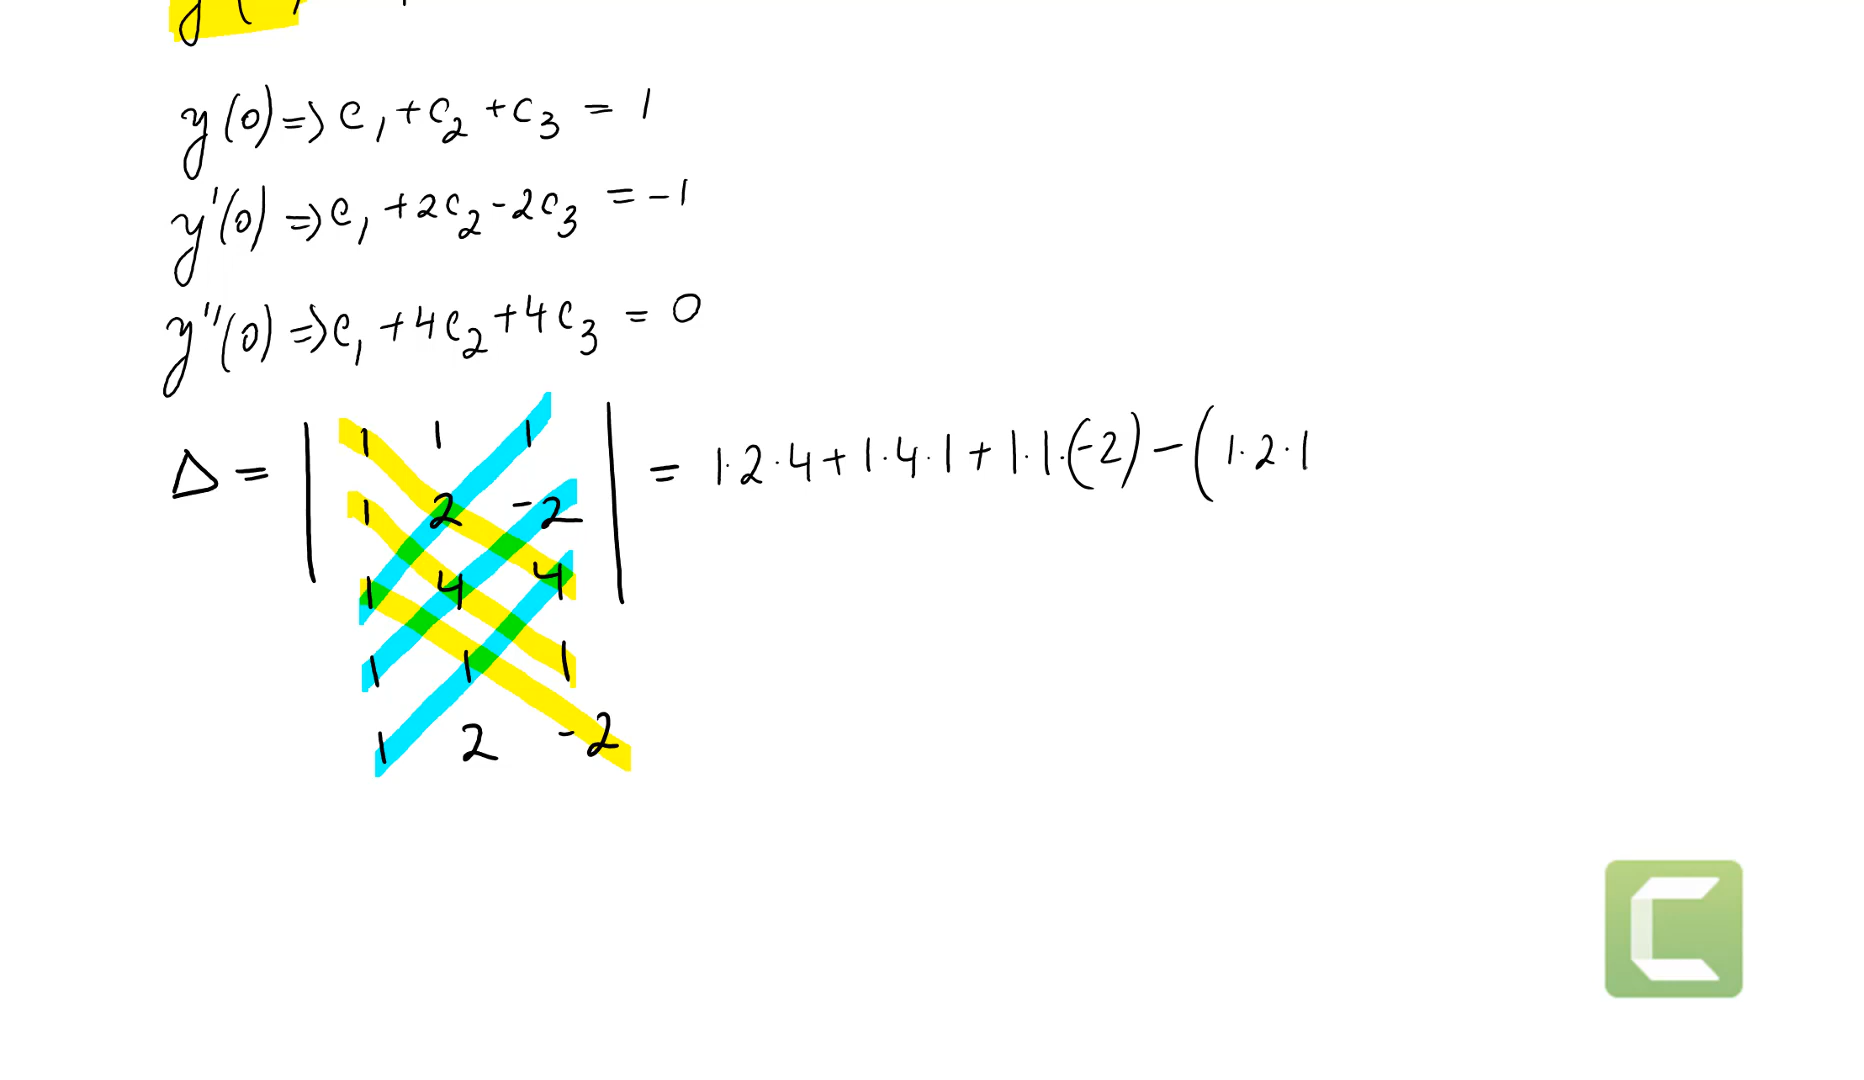 y(0) => c₁ + c₂ + c₃ = 1
y'(0) => c₁ + 2c₂ - 2c₃ = -1
y''(0) => c₁ + 4c₂ + 4c₃ = 0
Δ = | 1 1 1 | = 1·2·4 + 1·4·1 + 1·1·(-2) - (1·2·1
1 2 -2
1 4 4
1 1 1
1 2 -2